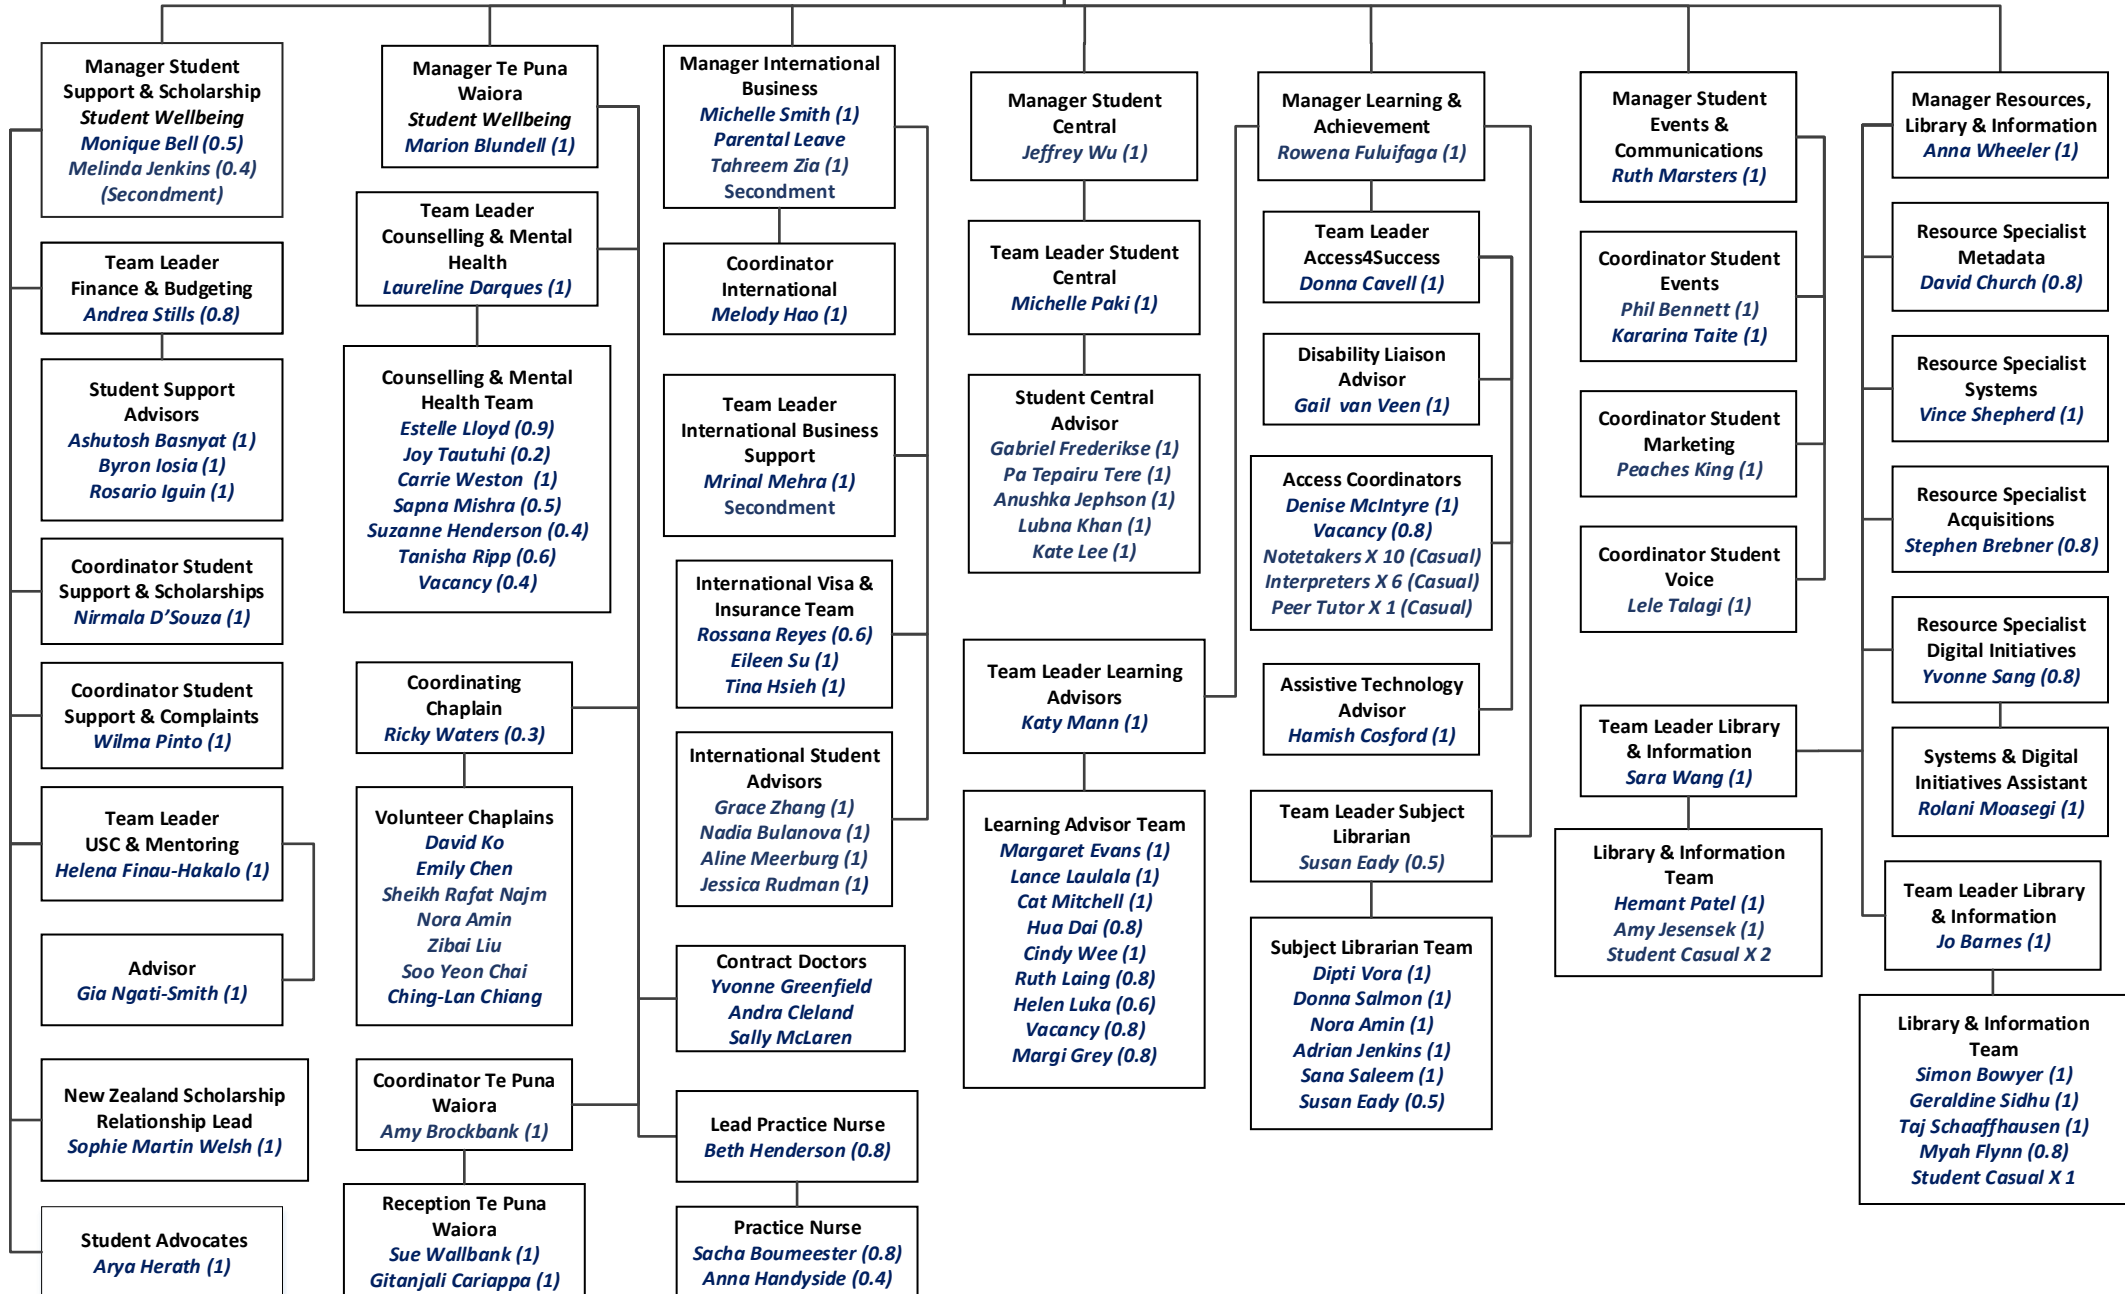 Manager Student
Support & Scholarship
Student Wellbeing
Monique Bell (0.5)
Melinda Jenkins (0.4)
(Secondment)
Team Leader
Finance & Budgeting
Andrea Stills (0.8)
Student Support
Advisors
Ashutosh Basnyat (1)
Byron Iosia (1)
Rosario Iguin (1)
Coordinator Student
Support & Scholarships
Nirmala D’Souza (1)
Coordinator Student
Support & Complaints
Wilma Pinto (1)
Team Leader
USC & Mentoring
Helena Finau-Hakalo (1)
Advisor
Gia Ngati-Smith (1)
New Zealand Scholarship
Relationship Lead
Sophie Martin Welsh (1)
Student Advocates
Arya Herath (1)
Manager Te Puna
Waiora
Student Wellbeing
Marion Blundell (1)
Team Leader
Counselling & Mental
Health
Laureline Darques (1)
Counselling & Mental
Health Team
Estelle Lloyd (0.9)
Joy Tautuhi (0.2)
Carrie Weston (1)
Sapna Mishra (0.5)
Suzanne Henderson (0.4)
Tanisha Ripp (0.6)
Vacancy (0.4)
Coordinating
Chaplain
Ricky Waters (0.3)
Volunteer Chaplains
David Ko
Emily Chen
Sheikh Rafat Najm
Nora Amin
Zibai Liu
Soo Yeon Chai
Ching-Lan Chiang
Coordinator Te Puna
Waiora
Amy Brockbank (1)
Reception Te Puna
Waiora
Sue Wallbank (1)
Gitanjali Cariappa (1)
Manager International
Business
Michelle Smith (1)
Parental Leave
Tahreem Zia (1)
Secondment
Coordinator
International
Melody Hao (1)
Team Leader
International Business
Support
Mrinal Mehra (1)
Secondment
International Visa &
Insurance Team
Rossana Reyes (0.6)
Eileen Su (1)
Tina Hsieh (1)
International Student
Advisors
Grace Zhang (1)
Nadia Bulanova (1)
Aline Meerburg (1)
Jessica Rudman (1)
Contract Doctors
Yvonne Greenfield
Andra Cleland
Sally McLaren
Lead Practice Nurse
Beth Henderson (0.8)
Practice Nurse
Sacha Boumeester (0.8)
Anna Handyside (0.4)
Manager Student
Central
Jeffrey Wu (1)
Team Leader Student
Central
Michelle Paki (1)
Student Central
Advisor
Gabriel Frederikse (1)
Pa Tepairu Tere (1)
Anushka Jephson (1)
Lubna Khan (1)
Kate Lee (1)
Team Leader Learning
Advisors
Katy Mann (1)
Learning Advisor Team
Margaret Evans (1)
Lance Laulala (1)
Cat Mitchell (1)
Hua Dai (0.8)
Cindy Wee (1)
Ruth Laing (0.8)
Helen Luka (0.6)
Vacancy (0.8)
Margi Grey (0.8)
Manager Learning &
Achievement
Rowena Fuluifaga (1)
Team Leader
Access4Success
Donna Cavell (1)
Disability Liaison
Advisor
Gail van Veen (1)
Access Coordinators
Denise McIntyre (1)
Vacancy (0.8)
Notetakers X 10 (Casual)
Interpreters X 6 (Casual)
Peer Tutor X 1 (Casual)
Assistive Technology
Advisor
Hamish Cosford (1)
Team Leader Subject
Librarian
Susan Eady (0.5)
Subject Librarian Team
Dipti Vora (1)
Donna Salmon (1)
Nora Amin (1)
Adrian Jenkins (1)
Sana Saleem (1)
Susan Eady (0.5)
Manager Student
Events &
Communications
Ruth Marsters (1)
Coordinator Student
Events
Phil Bennett (1)
Kararina Taite (1)
Coordinator Student
Marketing
Peaches King (1)
Coordinator Student
Voice
Lele Talagi (1)
Team Leader Library
& Information
Sara Wang (1)
Library & Information
Team
Hemant Patel (1)
Amy Jesensek (1)
Student Casual X 2
Manager Resources,
Library & Information
Anna Wheeler (1)
Resource Specialist
Metadata
David Church (0.8)
Resource Specialist
Systems
Vince Shepherd (1)
Resource Specialist
Acquisitions
Stephen Brebner (0.8)
Resource Specialist
Digital Initiatives
Yvonne Sang (0.8)
Systems & Digital
Initiatives Assistant
Rolani Moasegi (1)
Team Leader Library
& Information
Jo Barnes (1)
Library & Information
Team
Simon Bowyer (1)
Geraldine Sidhu (1)
Taj Schaaffhausen (1)
Myah Flynn (0.8)
Student Casual X 1